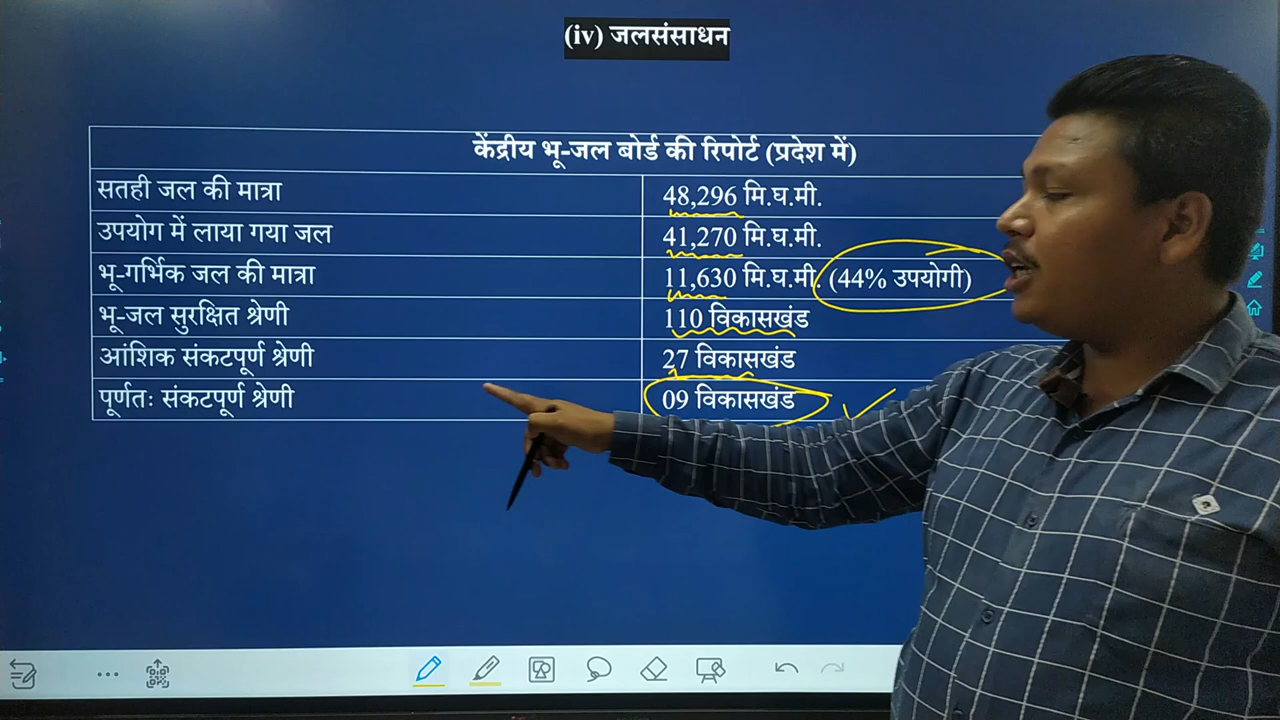 (iv) जलसंसाधन
केंद्रीय भू-जल बोर्ड की रिपोर्ट (प्रदेश में)
सतही जल की मात्रा 48,296 मि.घ.मी.
उपयोग में लाया गया जल 41,270 मि.घ.मी.
भू-गर्भिक जल की मात्रा 11,630 मि.घ.मी. (44% उपयोगी)
भू-जल सुरक्षित श्रेणी 110 विकासखंड
आंशिक संकटपूर्ण श्रेणी 27 विकासखंड
पूर्णतः संकटपूर्ण श्रेणी 09 विकासखंड